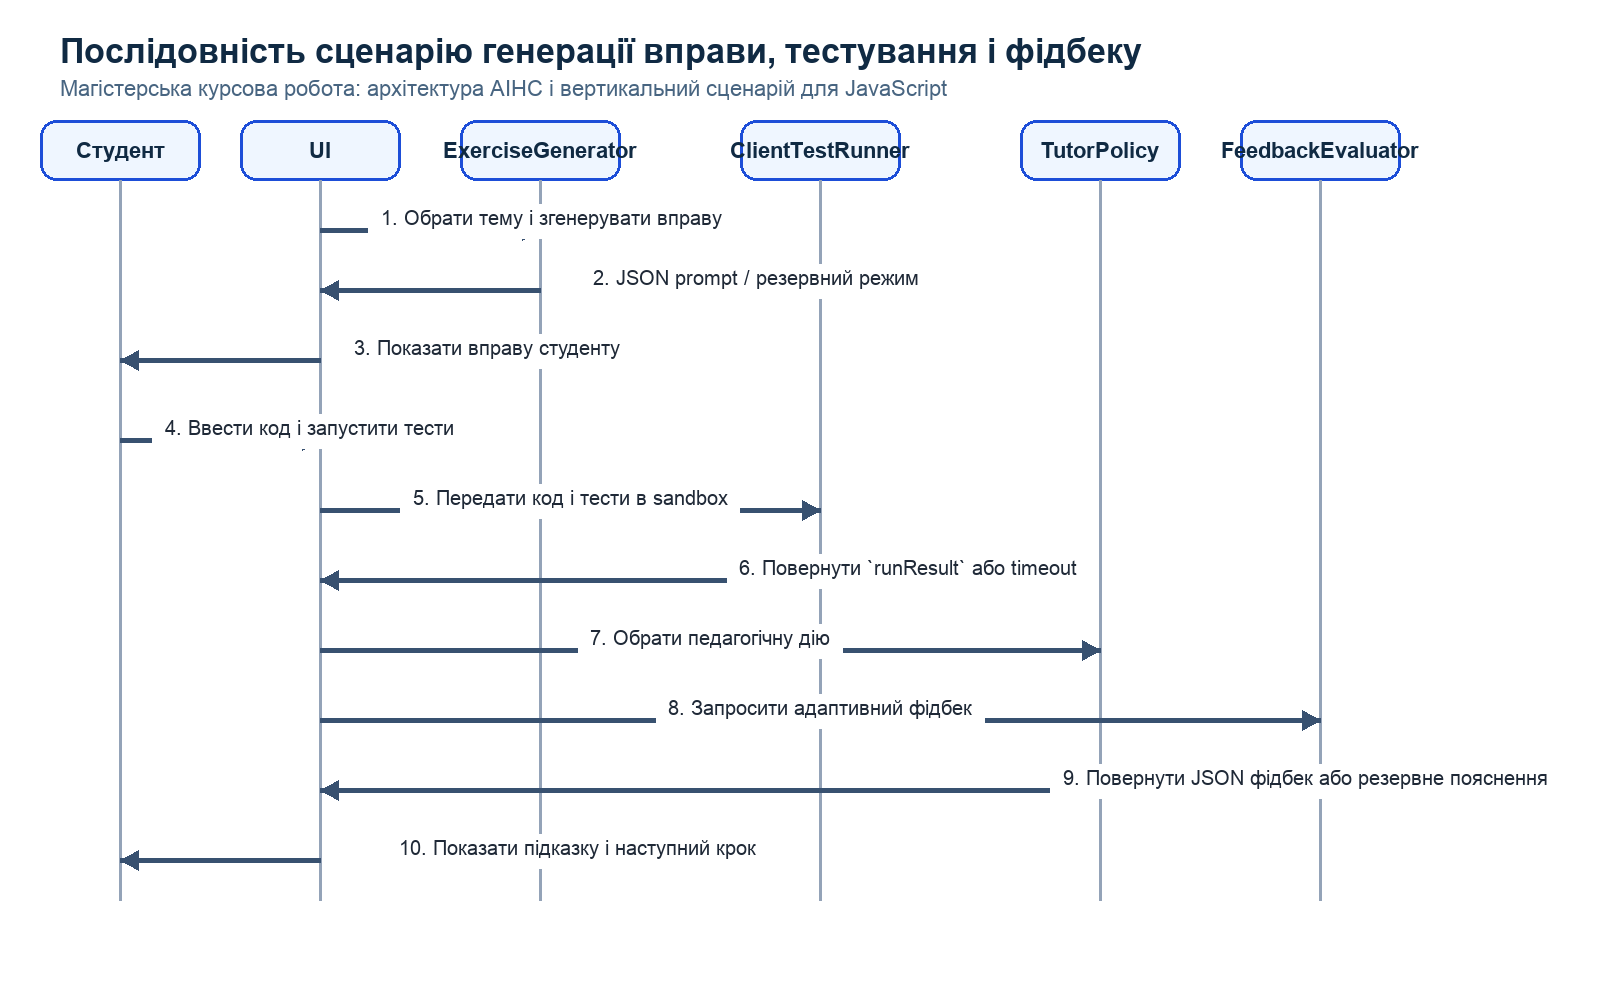 Послідовність сценарію генерації вправи, тестування і фідбеку
Магістерська курсова робота: архітектура АІНС і вертикальний сценарій для JavaScript
Студент
UI
ExerciseGenerator
ClientTestRunner
TutorPolicy
FeedbackEvaluator
1. Обрати тему і згенерувати вправу
2. JSON prompt / резервний режим
3. Показати вправу студенту
4. Ввести код і запустити тести
5. Передати код і тести в sandbox
6. Повернути `runResult` або timeout
7. Обрати педагогічну дію
8. Запросити адаптивний фідбек
9. Повернути JSON фідбек або резервне пояснення
10. Показати підказку і наступний крок